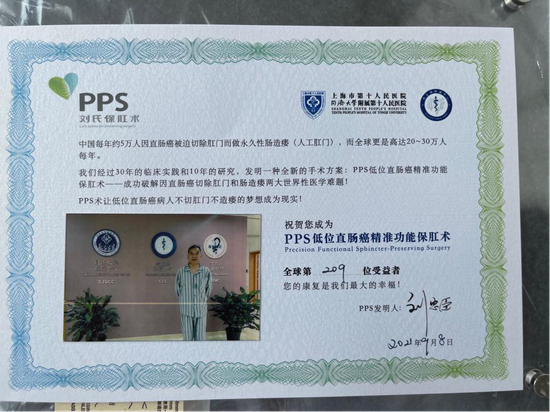 PPS
刘氏保肛术
上海市第十人民医院
同济大学附属第十人民医院
SHANGHAI TENTH PEOPLE'S HOSPITAL
TENTH PEOPLE'S HOSPITAL OF TONGJI UNIVERSITY
中国每年约5万人因直肠癌被迫切除肛门而做永久性肠造瘘（人工肛门），而全球更是高达20~30万人
每年。
我们经过30年的临床实践和10年的研究，发明一种全新的手术方案：PPS低位直肠癌精准功能
保肛术——成功破解因直肠癌切除肛门和肠造瘘两大世界性医学难题！
PPS术让低位直肠癌病人不切肛门不造瘘的梦想成为现实！
祝贺您成为
PPS低位直肠癌精准功能保肛术
Precision Functional Sphincter-Preserving Surgery
全球第 209 位受益者
您的康复是我们最大的幸福！
PPS发明人：刘忠臣
2021年9月8日